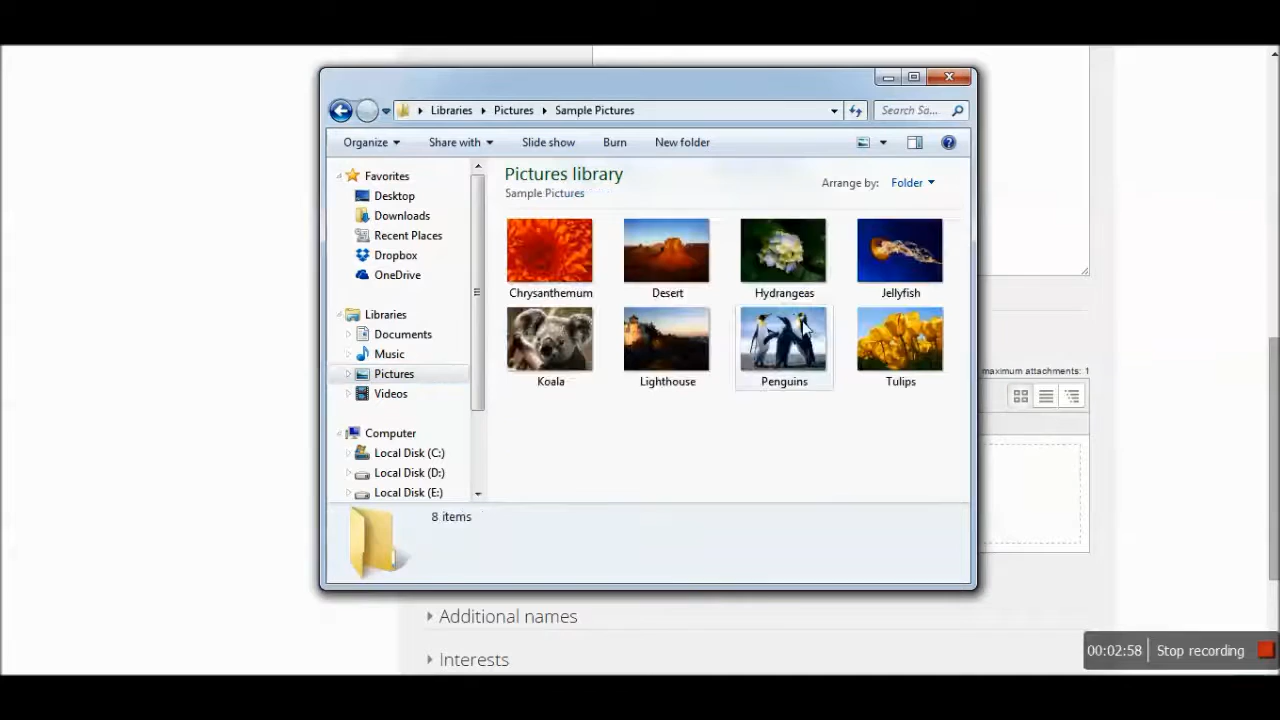 Libraries Pictures Sample Pictures
Search Sa...
Organize Share with Slide show Burn New folder
Favorites
Desktop
Downloads
Recent Places
Dropbox
OneDrive
Libraries
Documents
Music
Pictures
Videos
Computer
Local Disk (C:)
Local Disk (D:)
Local Disk (E:)
Pictures library
Sample Pictures
Arrange by: Folder
Chrysanthemum Desert Hydrangeas Jellyfish
Koala Lighthouse Penguins Tulips
8 items
maximum attachments: 1
Additional names
Interests
00:02:58 Stop recording